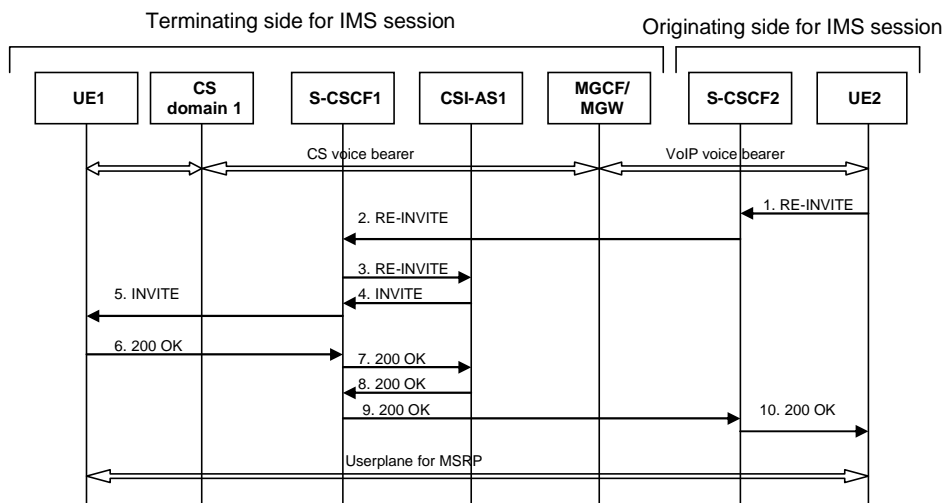 Terminating side for IMS session
Originating side for IMS session
UE1
CS
domain 1
S-CSCF1
CSI-AS1
MGCF/
MGW
S-CSCF2
UE2
CS voice bearer
VoIP voice bearer
1. RE-INVITE
2. RE-INVITE
3. RE-INVITE
4. INVITE
5. INVITE
6. 200 OK
7. 200 OK
8. 200 OK
9. 200 OK
10. 200 OK
Userplane for MSRP